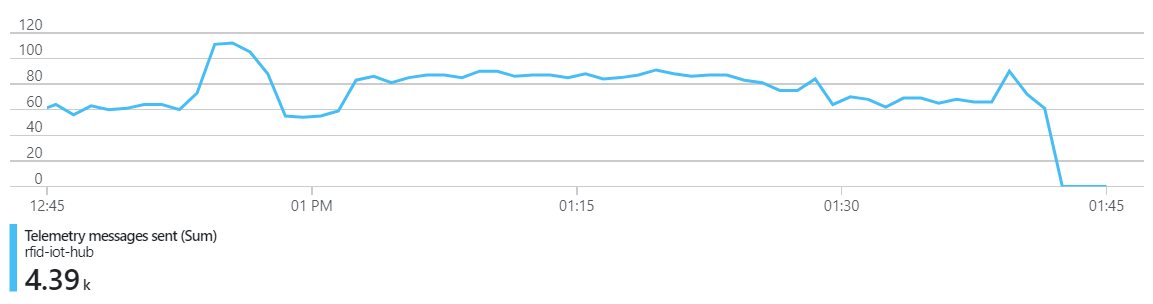 120
100
80
60
40
20
0
12:45 01 PM 01:15 01:30 01:45
Telemetry messages sent (Sum)
rfid-iot-hub
4.39 k